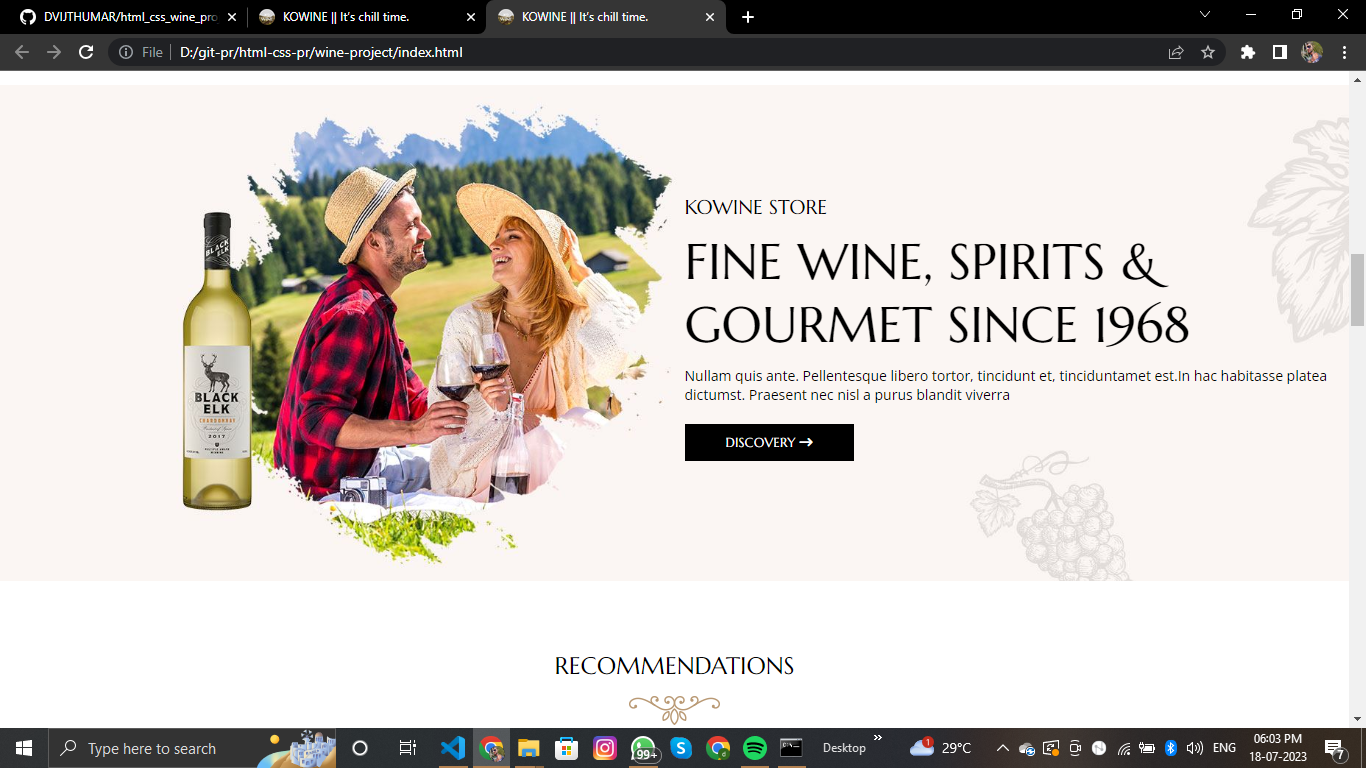 DVIJTHUMAR/html_css_wine_pro
KOWINE || It's chill time.
KOWINE || It's chill time.
File
D:/git-pr/html-css-pr/wine-project/index.html
KOWINE STORE
FINE WINE, SPIRITS &
GOURMET SINCE 1968
Nullam quis ante. Pellentesque libero tortor, tincidunt et, tinciduntamet est.In hac habitasse platea
dictumst. Praesent nec nisl a purus blandit viverra
DISCOVERY →
BLACK
ELK
BLACK
ELK
CHARDONNAY
2017
RECOMMENDATIONS
Type here to search
99+
Desktop
»
1
29°C
ENG
06:03 PM
18-07-2023
7